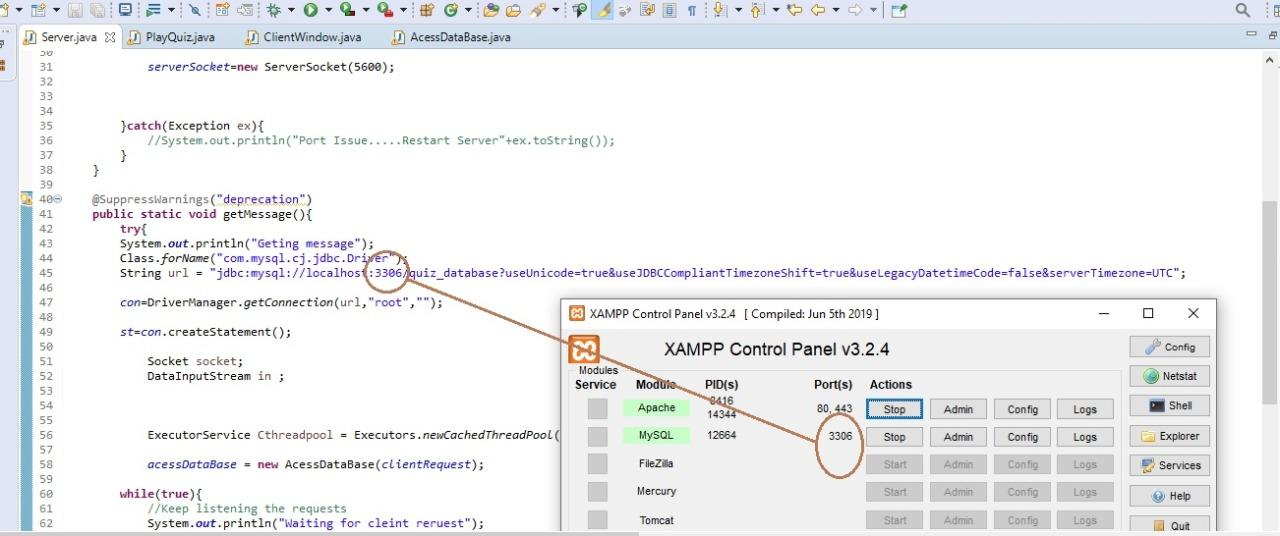 Server.java
PlayQuiz.java
ClientWindow.java
AcessDataBase.java
30
31 serverSocket=new ServerSocket(5600);
32
33
34
35 }catch(Exception ex){
36 //System.out.println("Port Issue.....Restart Server"+ex.toString());
37 }
38 }
39
40 @SuppressWarnings("deprecation")
41 public static void getMessage(){
42 try{
43 System.out.println("Geting message");
44 Class.forName("com.mysql.cj.jdbc.Driver");
45 String url = "jdbc:mysql://localhost:3306/quiz_database?useUnicode=true&useJDBCCompliantTimezoneShift=true&useLegacyDatetimeCode=false&serverTimezone=UTC";
46
47 con=DriverManager.getConnection(url,"root","");
48
49 st=con.createStatement();
50
51 Socket socket;
52 DataInputStream in ;
53
54
55
56 ExecutorService Cthreadpool = Executors.newCachedThreadPool(
57
58 acessDataBase = new AcessDataBase(clientRequest);
59
60 while(true){
61 //Keep listening the requests
62 System.out.println("Waiting for cleint reruest");
XAMPP Control Panel v3.2.4 [ Compiled: Jun 5th 2019 ]
XAMPP Control Panel v3.2.4
Modules
Service Module PID(s) Port(s) Actions
Apache 8416 14344 80, 443 Stop Admin Config Logs
MySQL 12664 3306 Stop Admin Config Logs
FileZilla Start Admin Config Logs
Mercury Start Admin Config Logs
Tomcat Start Admin Config Logs
Config
Netstat
Shell
Explorer
Services
Help
Quit